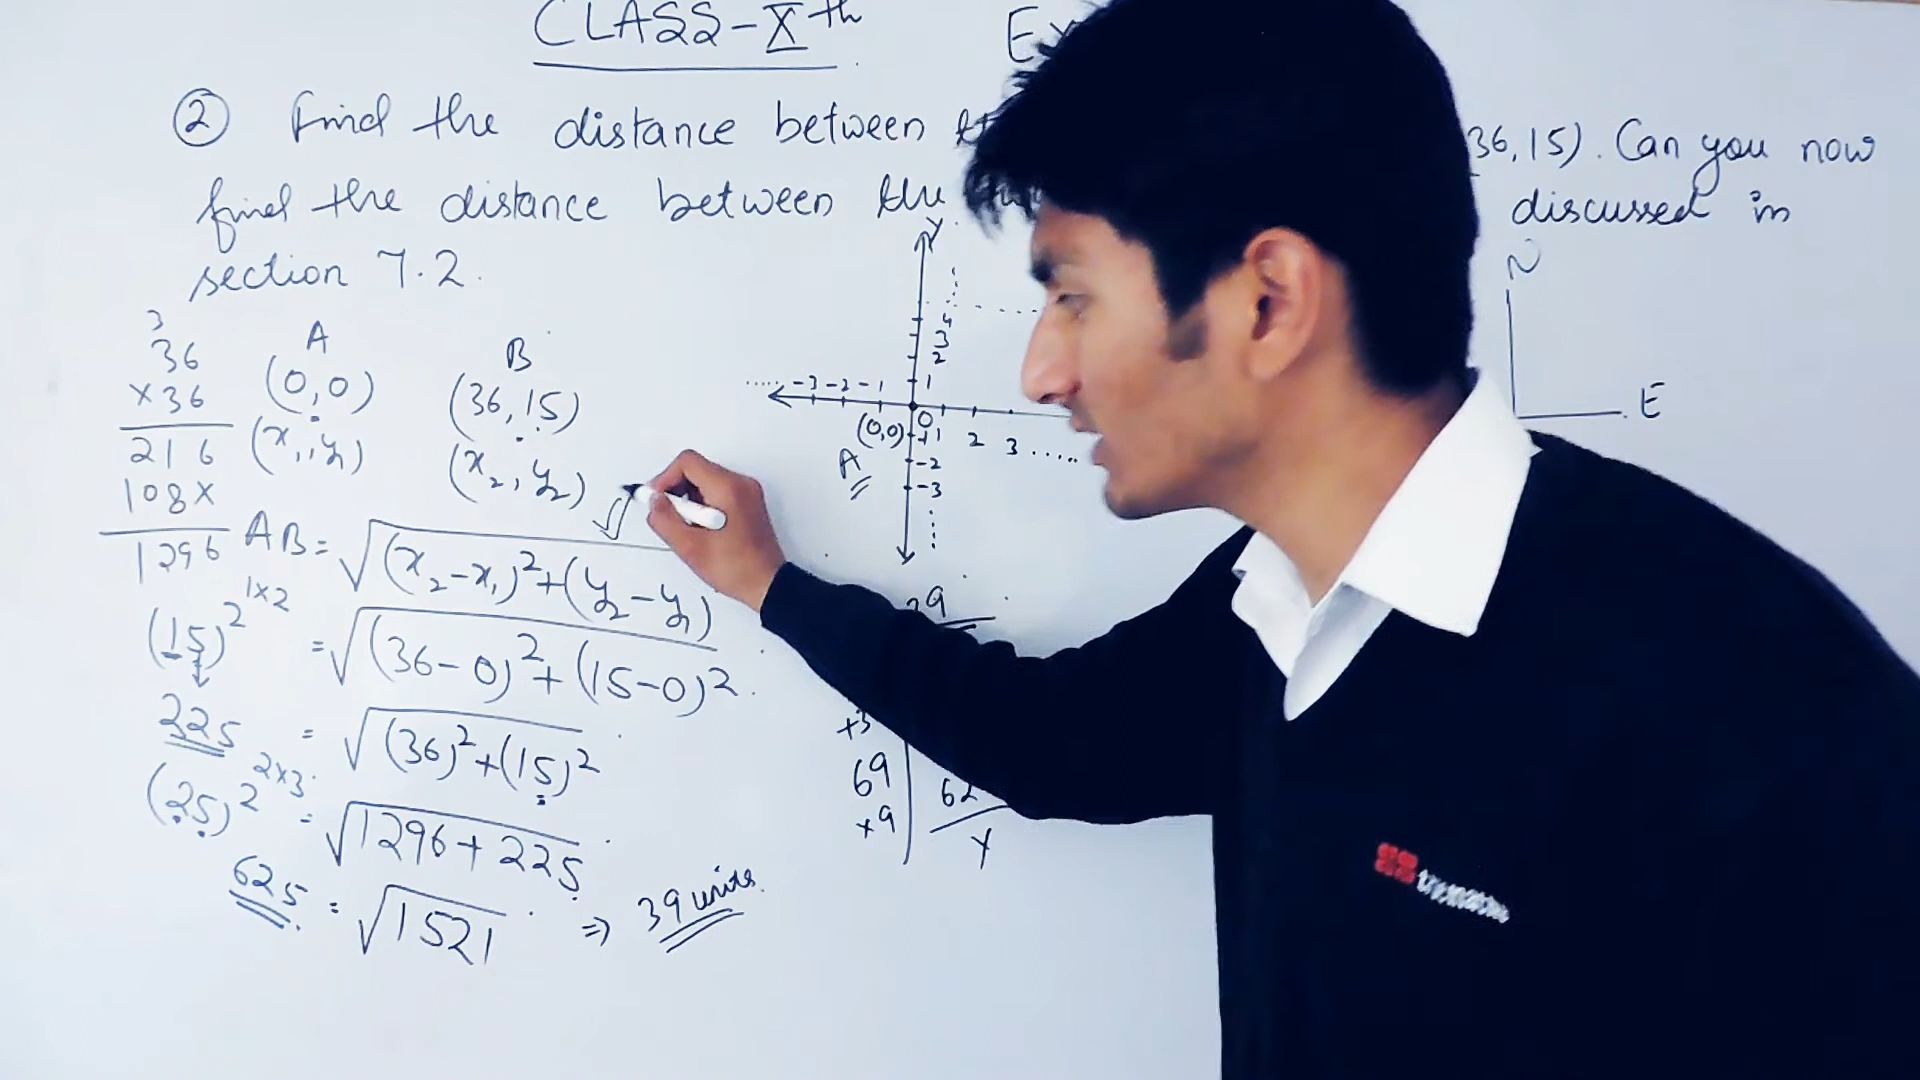 CLASS-Xth
② Find the distance between 36,15). Can you now
find the distance between the discussed in
section 7.2.
3
36
×36
216
108×
1296
A
(0,0)
(x₁,y₁)
B
(36,15)
(x₂,y₂)
AB=√(x₂-x₁)²+(y₂-y₁)
=√(36-0)²+(15-0)²
=√(36)²+(15)²
=√1296+225
=√1521 ⇒ 39 units.
(15)² 1×2
225
(25)² 2×3
625
Y
4
3
2
1
-3 -2 -1
0
(0,0) 1 2 3
A
-2
-3
N
E
39
+3
69
×9
62